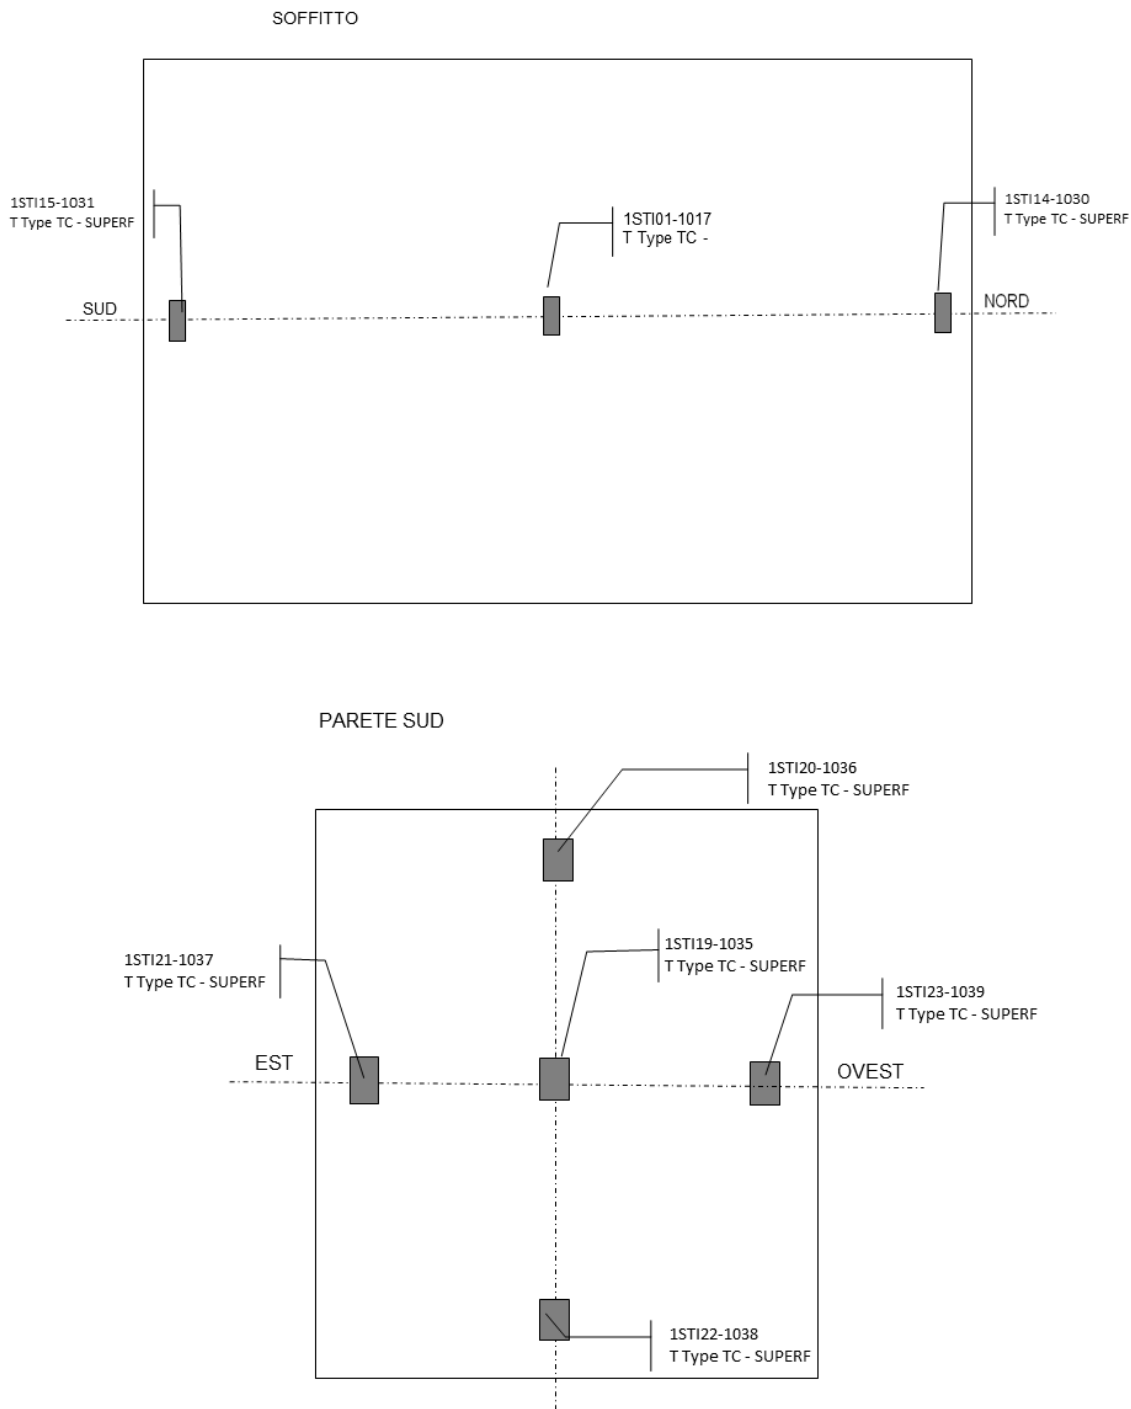 SOFFITTO
1STI15-1031
T Type TC - SUPERF
1STI01-1017
T Type TC -
1STI14-1030
T Type TC - SUPERF
SUD
NORD
PARETE SUD
1STI20-1036
T Type TC - SUPERF
1STI21-1037
T Type TC - SUPERF
1STI19-1035
T Type TC - SUPERF
1STI23-1039
T Type TC - SUPERF
EST
OVEST
1STI22-1038
T Type TC - SUPERF